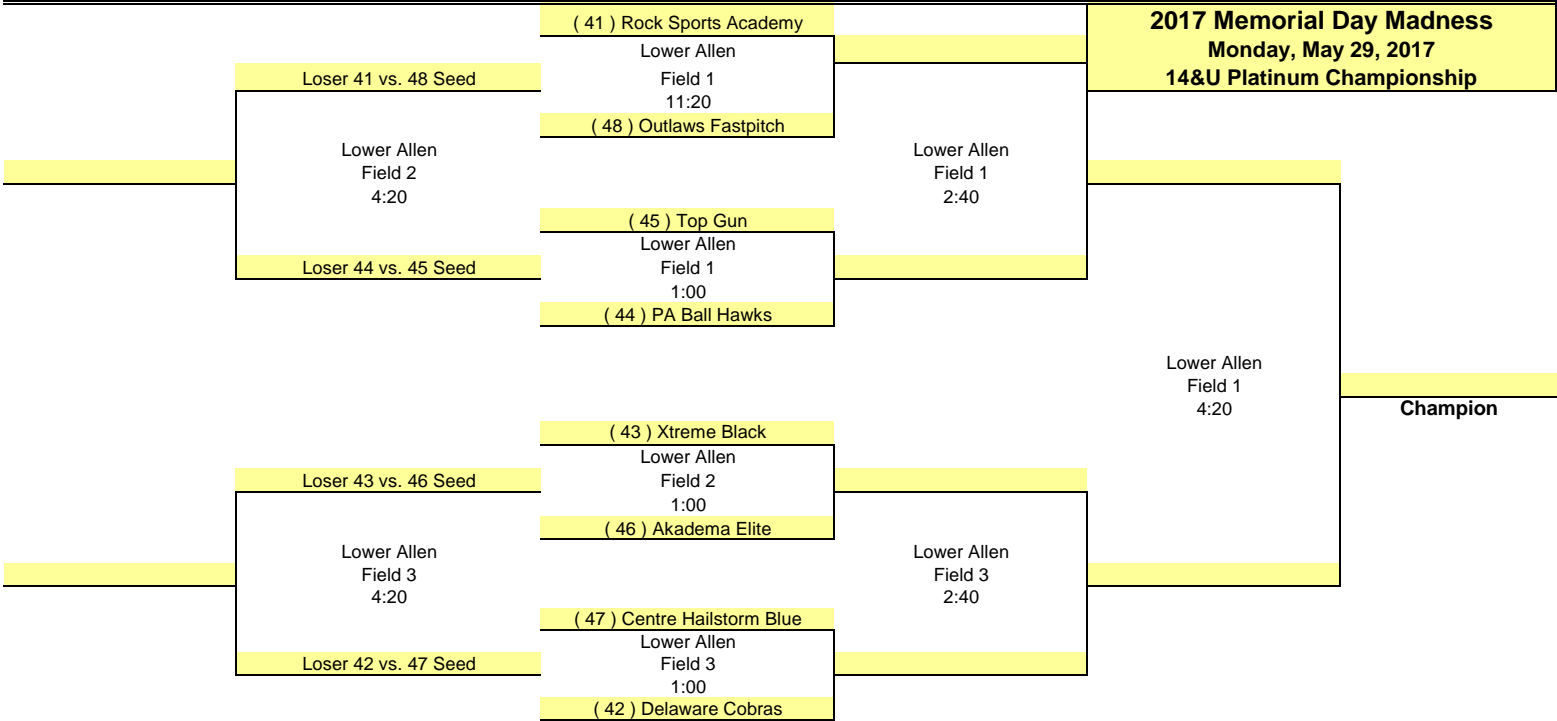 ( 41 ) Rock Sports Academy
2017 Memorial Day Madness
Monday, May 29, 2017
14&U Platinum Championship
Lower Allen
Field 1
11:20
Loser 41 vs. 48 Seed
( 48 ) Outlaws Fastpitch
Lower Allen
Field 2
4:20
Lower Allen
Field 1
2:40
( 45 ) Top Gun
Lower Allen
Field 1
1:00
Loser 44 vs. 45 Seed
( 44 ) PA Ball Hawks
Lower Allen
Field 1
4:20
Champion
( 43 ) Xtreme Black
Lower Allen
Field 2
1:00
Loser 43 vs. 46 Seed
( 46 ) Akadema Elite
Lower Allen
Field 3
4:20
Lower Allen
Field 3
2:40
( 47 ) Centre Hailstorm Blue
Lower Allen
Field 3
1:00
Loser 42 vs. 47 Seed
( 42 ) Delaware Cobras